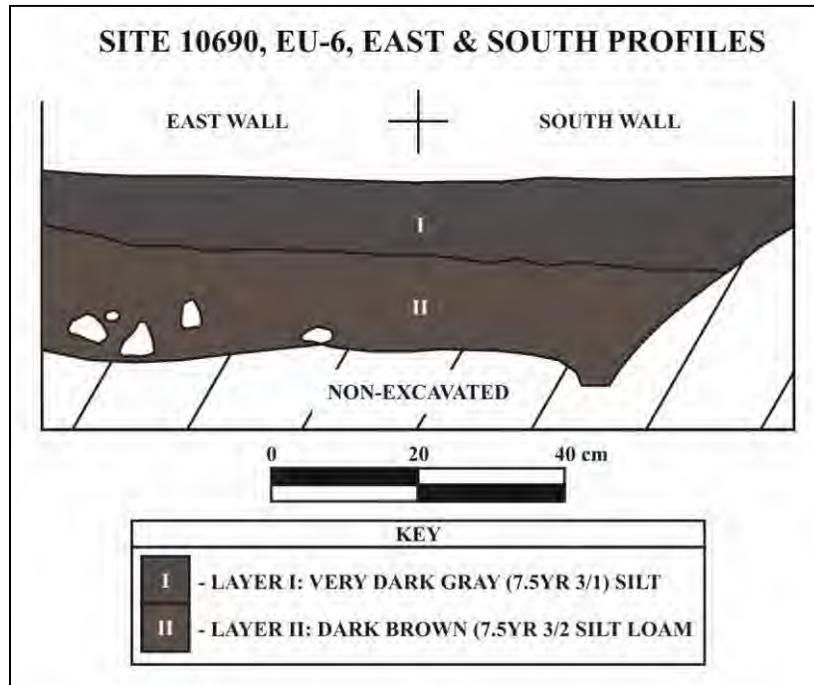 SITE 10690, EU-6, EAST & SOUTH PROFILES
EAST WALL SOUTH WALL
I
II
NON-EXCAVATED
0 20 40 cm
KEY
I - LAYER I: VERY DARK GRAY (7.5YR 3/1) SILT
II - LAYER II: DARK BROWN (7.5YR 3/2 SILT LOAM